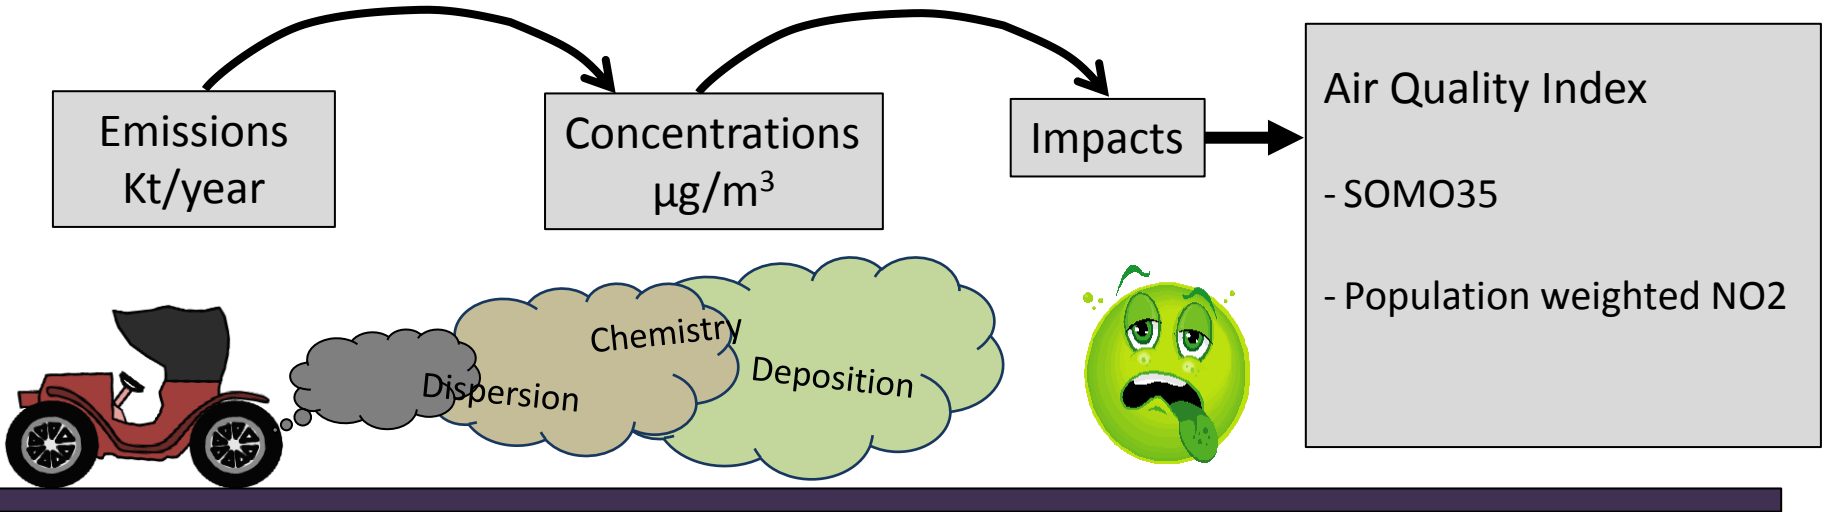 Emissions
Kt/year
Concentrations
µg/m³
Impacts
Air Quality Index
- SOMO35
- Population weighted NO2
Chemistry
Dispersion
Deposition